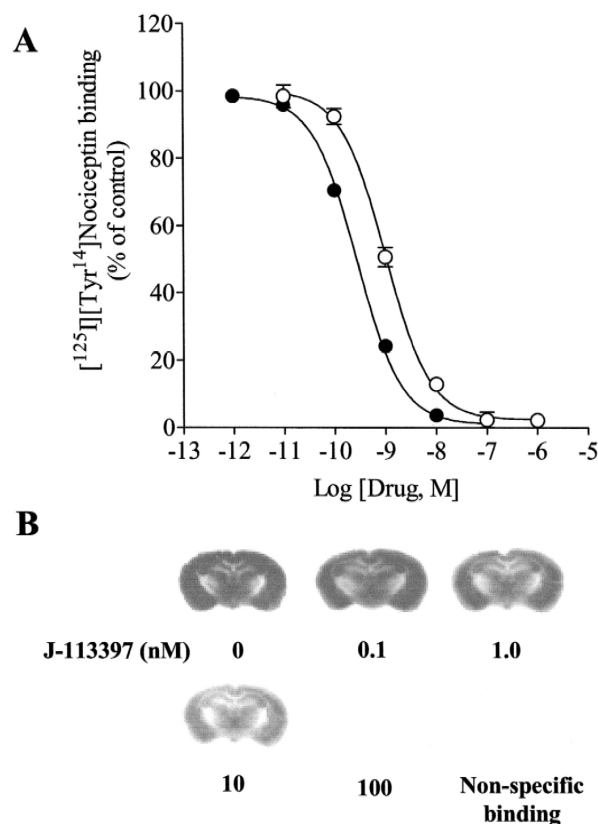 A
[¹²⁵I][Tyr¹⁴]Nociceptin binding
(% of control)
120
100
80
60
40
20
0
-13 -12 -11 -10 -9 -8 -7 -6 -5
Log [Drug, M]
B
J-113397 (nM) 0 0.1 1.0
10 100 Non-specific
binding